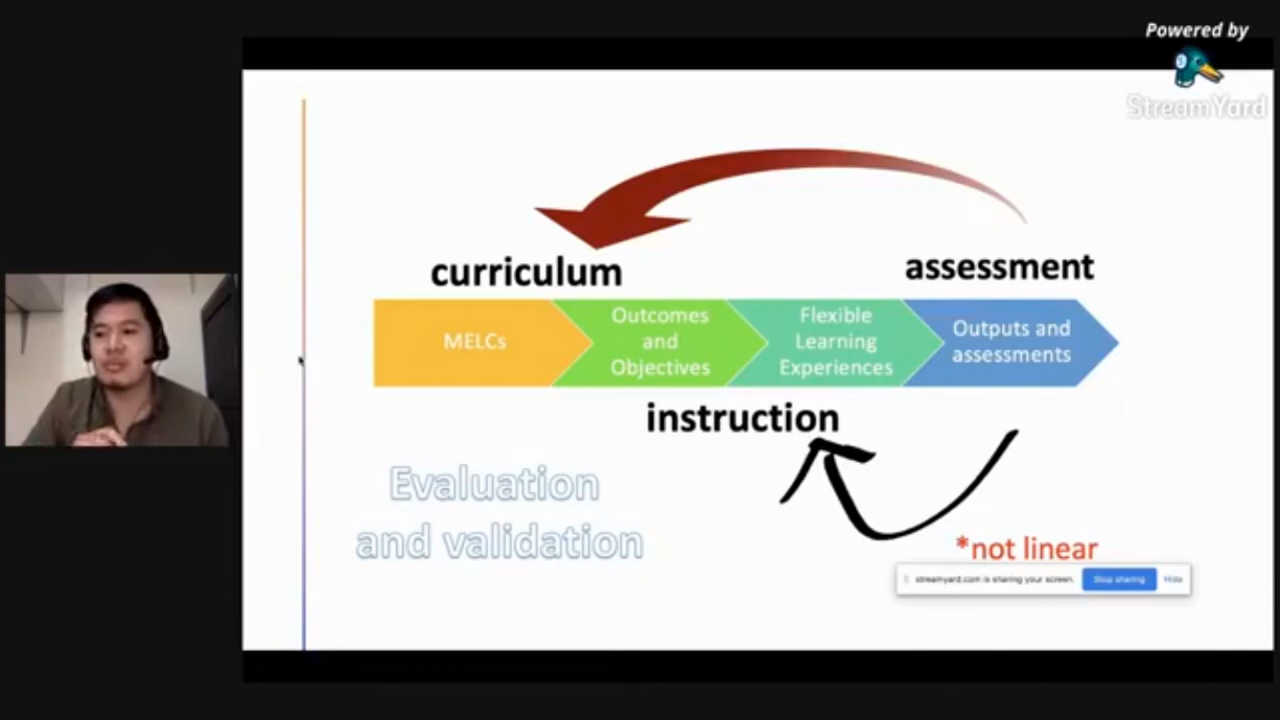 Powered by
StreamYard
curriculum
assessment
MELCs
Outcomes
and
Objectives
Flexible
Learning
Experiences
Outputs and
assessments
instruction
Evaluation
and validation
*not linear
streamyard.com is sharing your screen.
Stop sharing
Hide